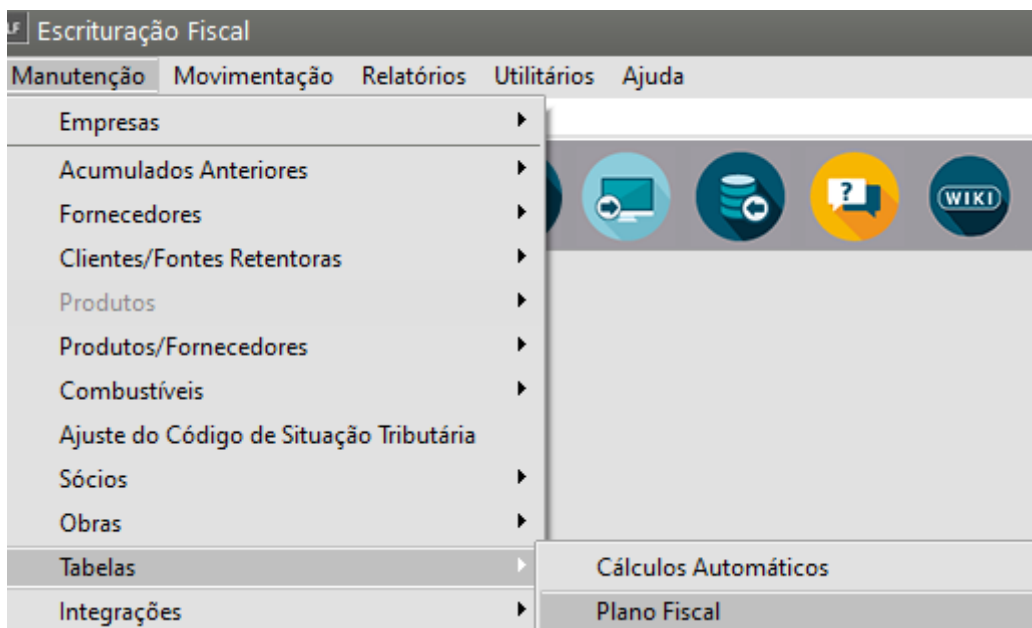 LF Escrituração Fiscal
Manutenção Movimentação Relatórios Utilitários Ajuda
Empresas
Acumulados Anteriores
Fornecedores
Clientes/Fontes Retentoras
? WIKI
Produtos
Produtos/Fornecedores
Combustíveis
Ajuste do Código de Situação Tributária
Sócios
Obras
Tabelas Cálculos Automáticos
Integrações Plano Fiscal